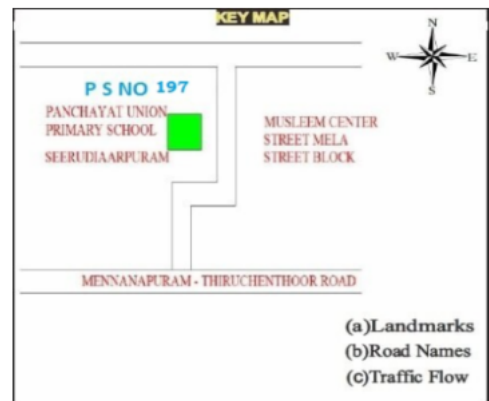 KEY MAP
N
W E
S
P S NO 197
PANCHAYAT UNION
PRIMARY SCHOOL
SEERUDIAARPURAM
MUSLEEM CENTER
STREET MELA
STREET BLOCK
MENNANAPURAM - THIRUCHENTHOOR ROAD
(a)Landmarks
(b)Road Names
(c)Traffic Flow